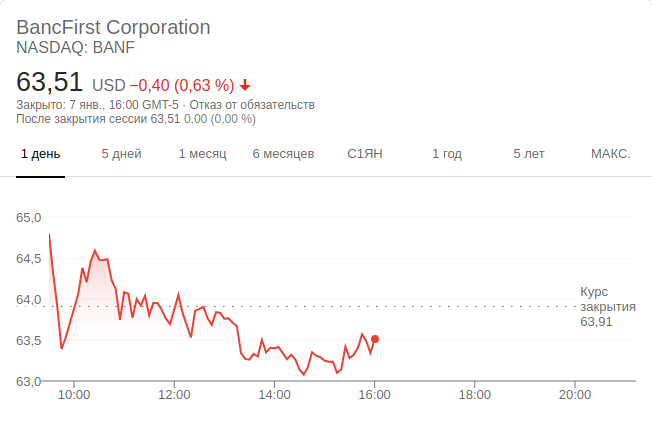 BancFirst Corporation
NASDAQ: BANF
63,51 USD −0,40 (0,63 %)
Закрыто: 7 янв., 16:00 GMT-5 · Отказ от обязательств
После закрытия сессии 63,51 0,00 (0,00 %)
1 день 5 дней 1 месяц 6 месяцев С1ЯН 1 год 5 лет МАКС.
65,0
64,5
64,0
Курс
закрытия
63,91
63,5
63,0
10:00 12:00 14:00 16:00 18:00 20:00